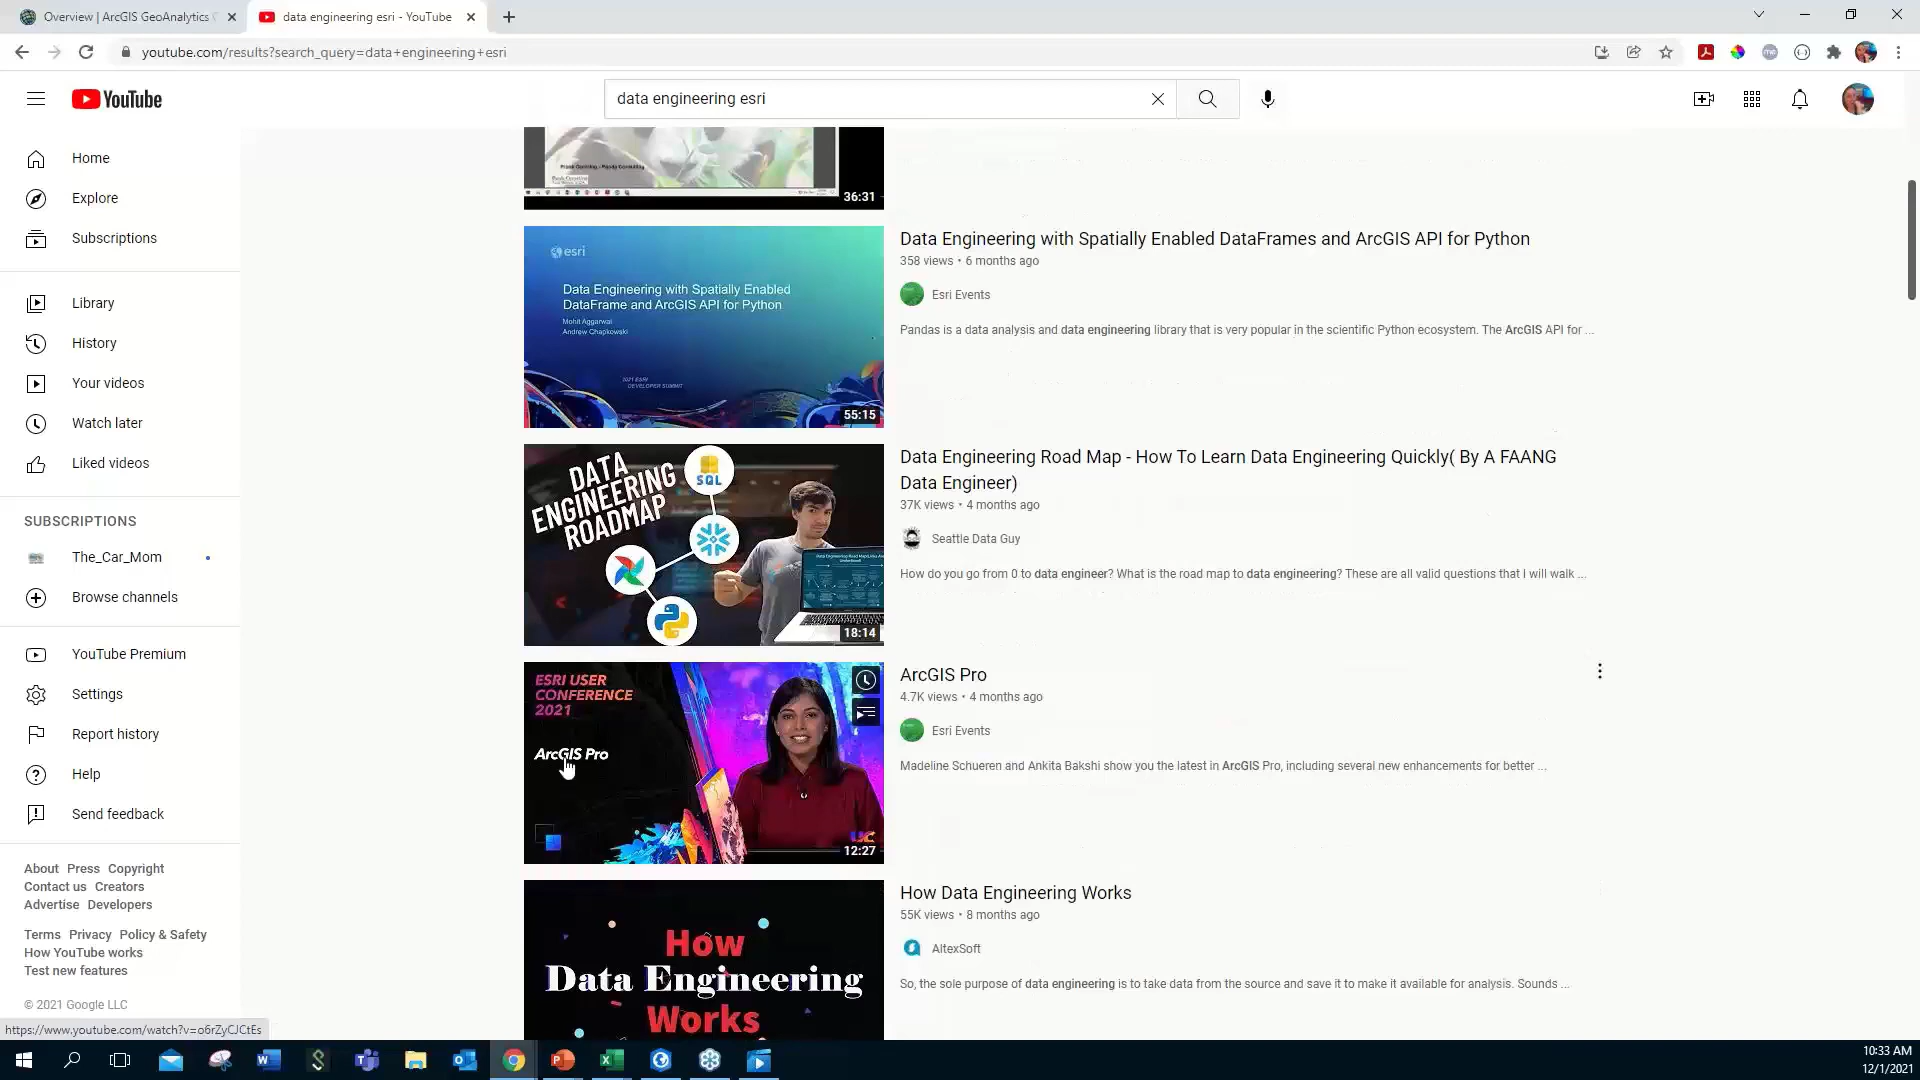 Overview | ArcGIS GeoAnalytics
data engineering esri - YouTube
youtube.com/results?search_query=data+engineering+esri
YouTube
data engineering esri
Home
Explore
Subscriptions
Library
History
Your videos
Watch later
Liked videos
SUBSCRIPTIONS
The_Car_Mom
Browse channels
YouTube Premium
Settings
Report history
Help
Send feedback
About Press Copyright
Contact us Creators
Advertise Developers
Terms Privacy Policy & Safety
How YouTube works
Test new features
© 2021 Google LLC
https://www.youtube.com/watch?v=o6rZyCJCtEs
36:31
esri
Data Engineering with Spatially Enabled
DataFrame and ArcGIS API for Python
Mohit Aggarwal
Andrew Chapkowski
2021 ESRI
DEVELOPER SUMMIT
55:15
Data Engineering with Spatially Enabled DataFrames and ArcGIS API for Python
358 views • 6 months ago
Esri Events
Pandas is a data analysis and data engineering library that is very popular in the scientific Python ecosystem. The ArcGIS API for ...
DATA
ENGINEERING
ROADMAP
SQL
18:14
Data Engineering Road Map - How To Learn Data Engineering Quickly( By A FAANG
Data Engineer)
37K views • 4 months ago
Seattle Data Guy
How do you go from 0 to data engineer? What is the road map to data engineering? These are all valid questions that I will walk ...
ESRI USER
CONFERENCE
2021
ArcGIS Pro
UC
12:27
ArcGIS Pro
4.7K views • 4 months ago
Esri Events
Madeline Schueren and Ankita Bakshi show you the latest in ArcGIS Pro, including several new enhancements for better ...
How
Data Engineering
Works
How Data Engineering Works
55K views • 8 months ago
AltexSoft
So, the sole purpose of data engineering is to take data from the source and save it to make it available for analysis. Sounds ...
10:33 AM
12/1/2021